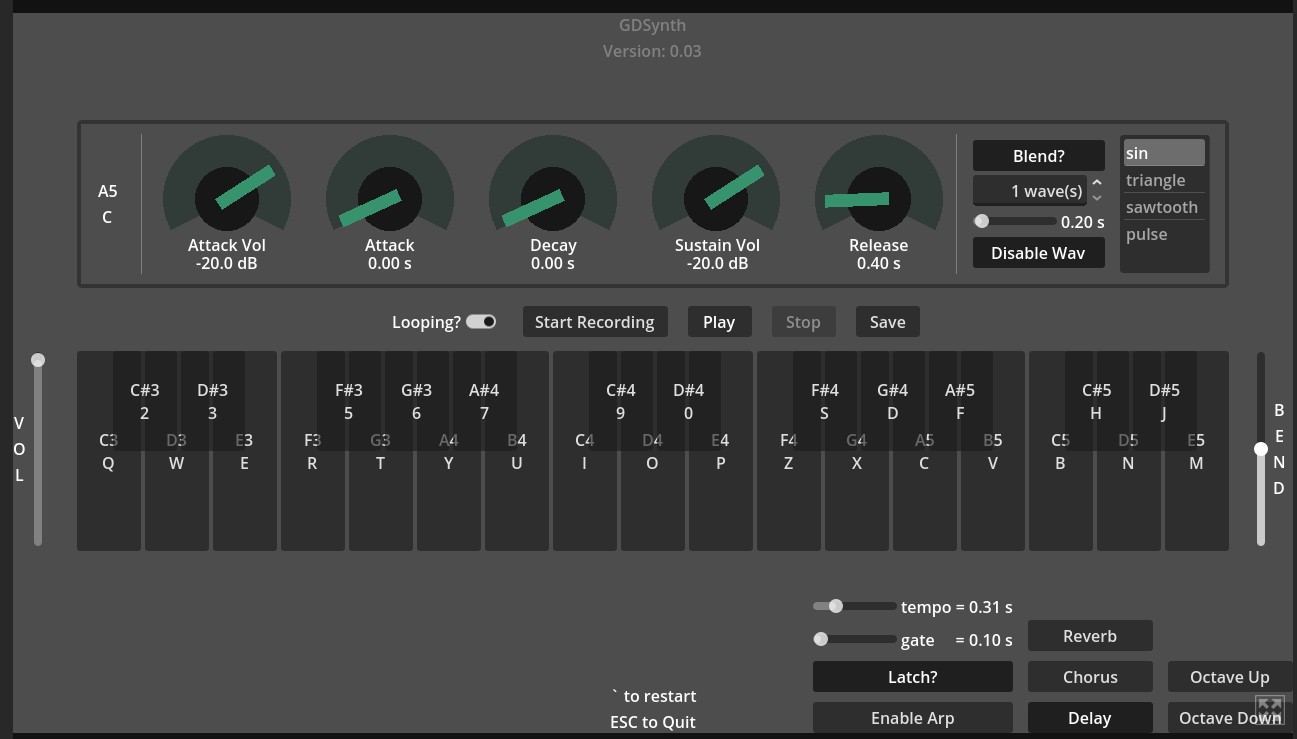 GDSynth
Version: 0.03
A5
C
Attack Vol
-20.0 dB
Attack
0.00 s
Decay
0.00 s
Sustain Vol
-20.0 dB
Release
0.40 s
Blend?
1 wave(s)
0.20 s
Disable Wav
sin
triangle
sawtooth
pulse
Looping?
Start Recording
Play
Stop
Save
V
O
L
C#3 D#3 F#3 G#3 A#4 C#4 D#4 F#4 G#4 A#5 C#5 D#5
2 3 5 6 7 9 0 S D F H J
C3 D3 E3 F3 G3 A4 B4 C4 D4 E4 F4 G4 A5 B5 C5 D5 E5
Q W E R T Y U I O P Z X C V B N M
B
E
N
D
tempo = 0.31 s
gate = 0.10 s
Reverb
Latch?
Chorus
Octave Up
Enable Arp
Delay
Octave Down
` to restart
ESC to Quit